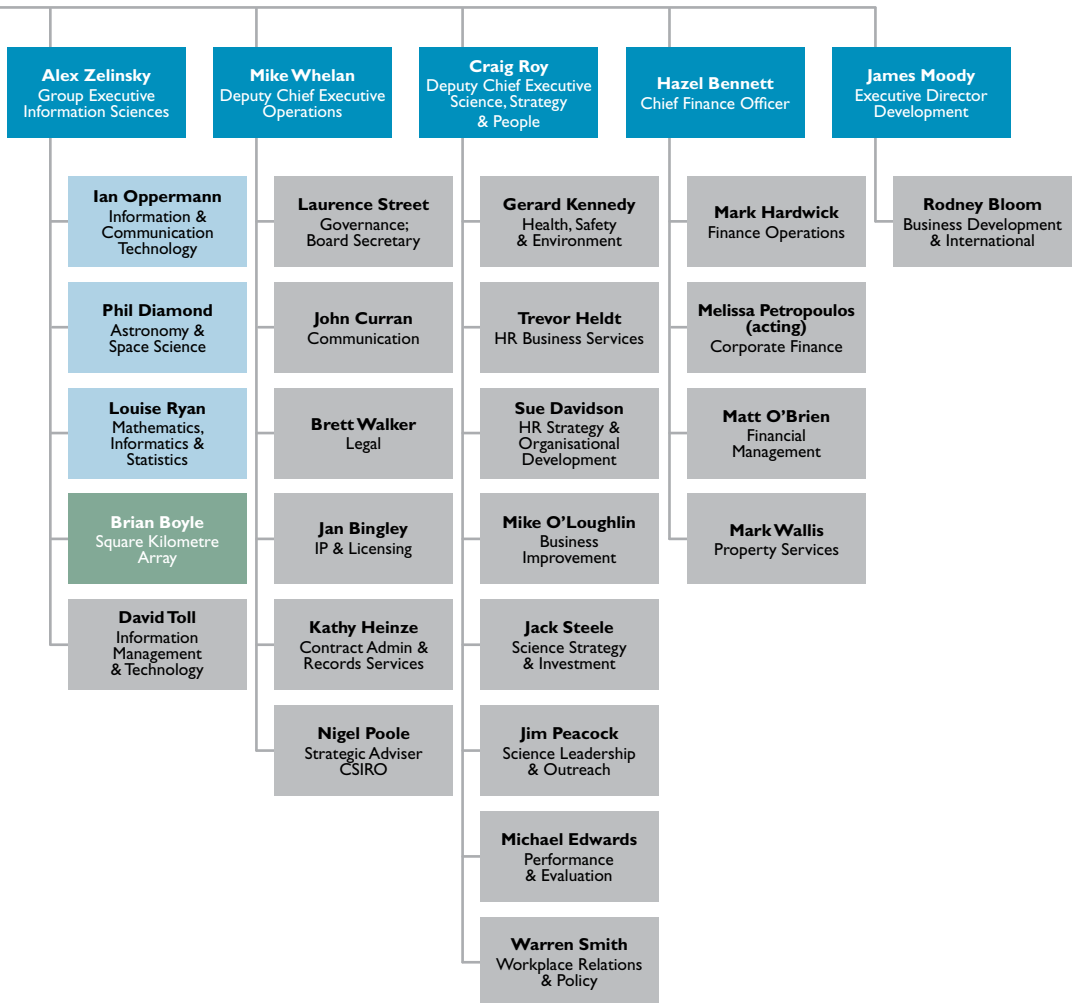 Alex Zelinsky
Group Executive
Information Sciences
Mike Whelan
Deputy Chief Executive
Operations
Craig Roy
Deputy Chief Executive
Science, Strategy
& People
Hazel Bennett
Chief Finance Officer
James Moody
Executive Director
Development
Ian Oppermann
Information &
Communication
Technology
Phil Diamond
Astronomy &
Space Science
Louise Ryan
Mathematics,
Informatics &
Statistics
Brian Boyle
Square Kilometre
Array
David Toll
Information
Management
& Technology
Laurence Street
Governance;
Board Secretary
John Curran
Communication
Brett Walker
Legal
Jan Bingley
IP & Licensing
Kathy Heinze
Contract Admin &
Records Services
Nigel Poole
Strategic Adviser
CSIRO
Gerard Kennedy
Health, Safety
& Environment
Trevor Heldt
HR Business Services
Sue Davidson
HR Strategy &
Organisational
Development
Mike O'Loughlin
Business
Improvement
Jack Steele
Science Strategy
& Investment
Jim Peacock
Science Leadership
& Outreach
Michael Edwards
Performance
& Evaluation
Warren Smith
Workplace Relations
& Policy
Mark Hardwick
Finance Operations
Melissa Petropoulos
(acting)
Corporate Finance
Matt O'Brien
Financial
Management
Mark Wallis
Property Services
Rodney Bloom
Business Development
& International